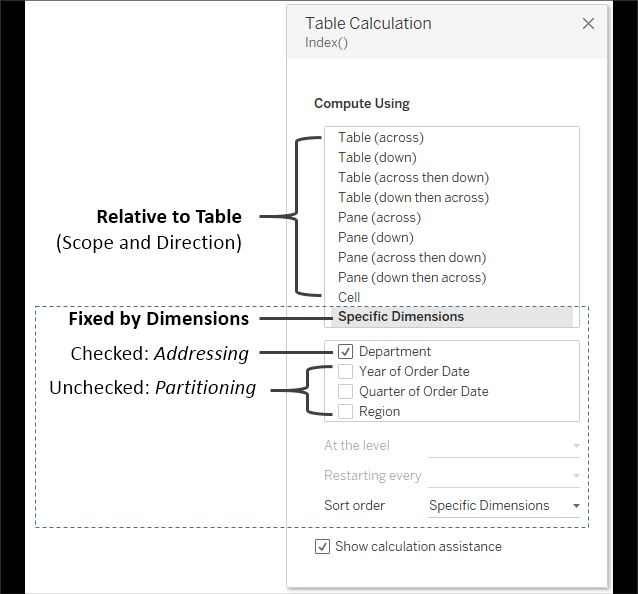 Table Calculation
Index()
Compute Using
Table (across)
Table (down)
Table (across then down)
Table (down then across)
Pane (across)
Pane (down)
Pane (across then down)
Pane (down then across)
Cell
Specific Dimensions
Relative to Table
(Scope and Direction)
Fixed by Dimensions
Checked: Addressing
Unchecked: Partitioning
Department
Year of Order Date
Quarter of Order Date
Region
At the level
Restarting every
Sort order Specific Dimensions
Show calculation assistance